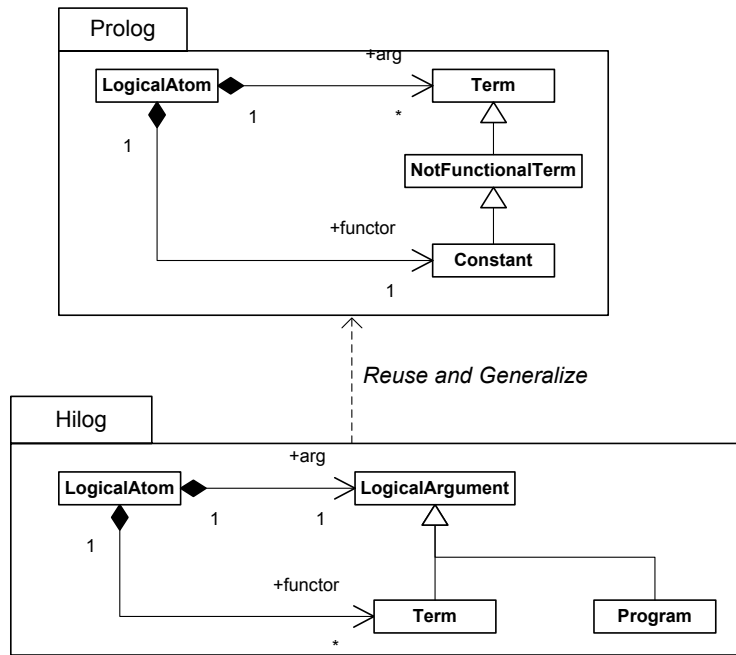 Prolog
+arg
LogicalAtom
Term
1
*
1
NotFunctionalTerm
+functor
Constant
1
Reuse and Generalize
Hilog
+arg
LogicalAtom
LogicalArgument
1
1
1
+functor
Term
Program
*